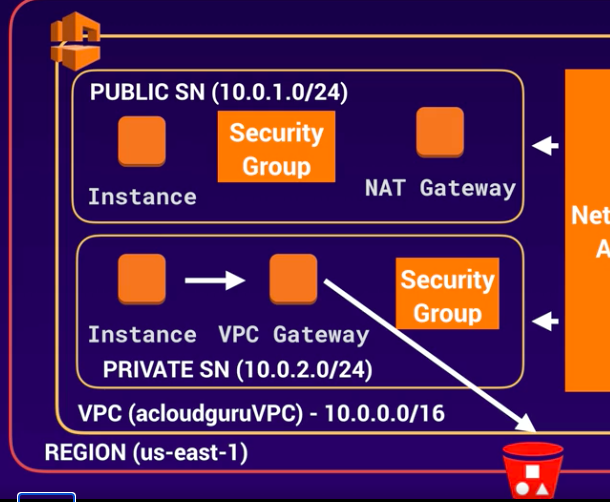 PUBLIC SN (10.0.1.0/24)
Security
Group
Instance
NAT Gateway
Security
Group
Instance
VPC Gateway
PRIVATE SN (10.0.2.0/24)
VPC (acloudguruVPC) - 10.0.0.0/16
REGION (us-east-1)
Net
A